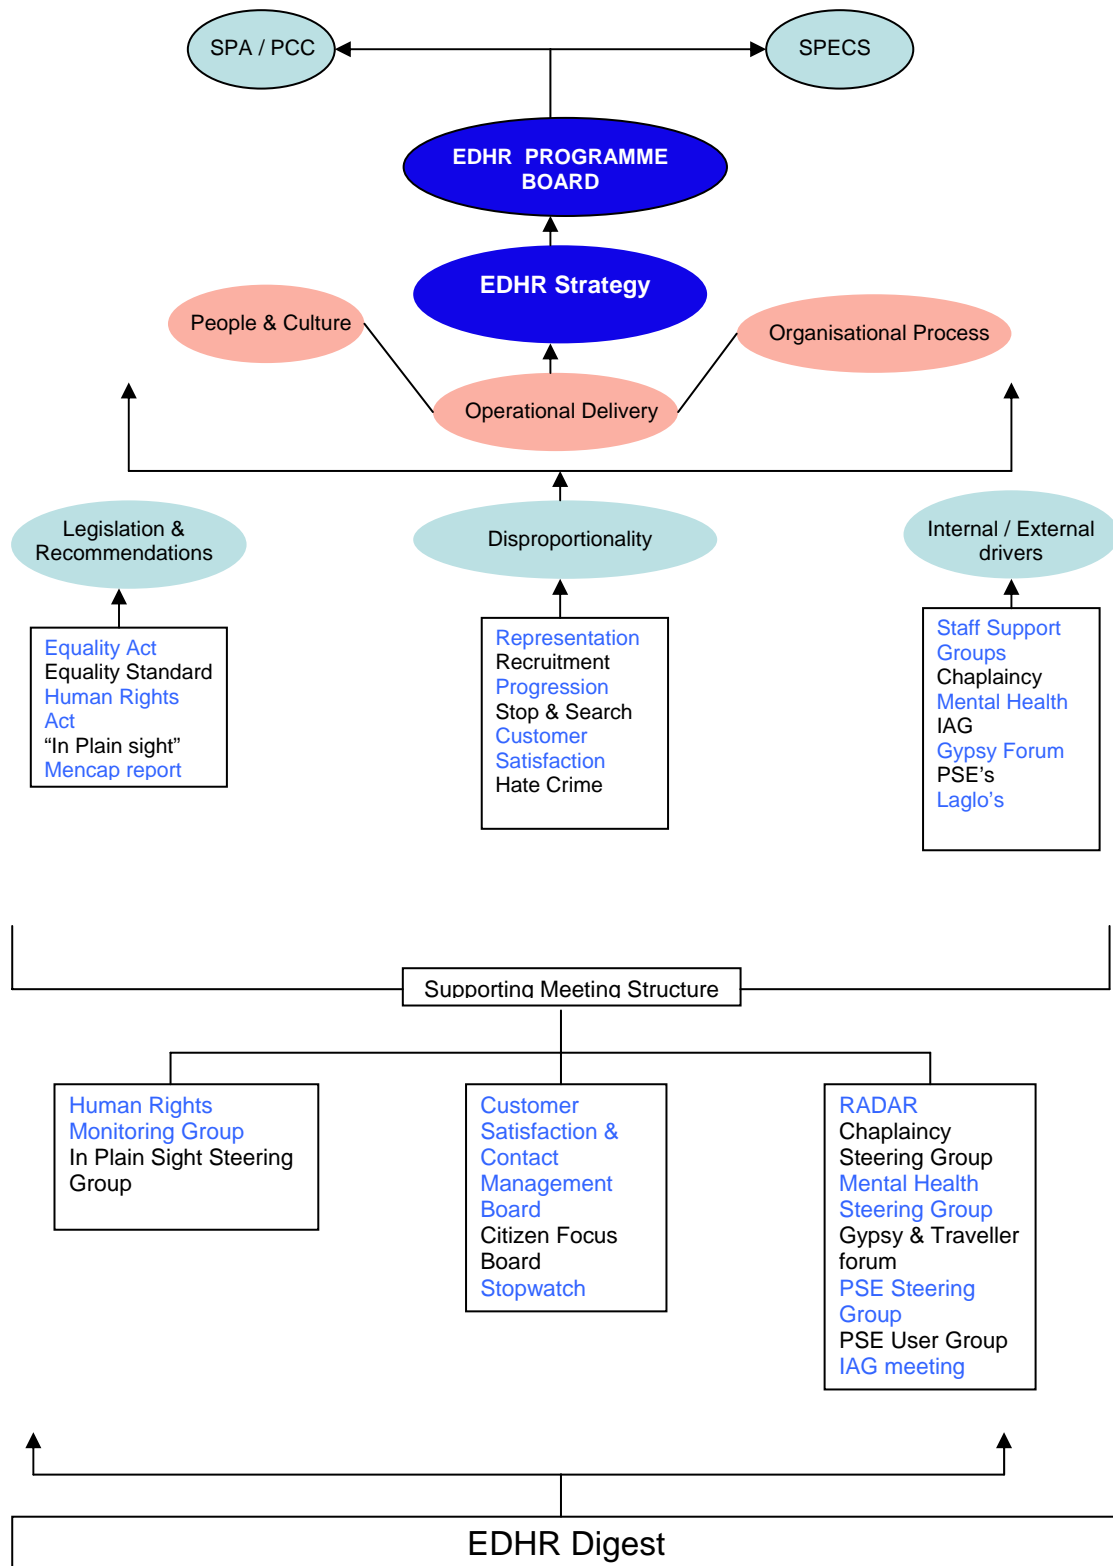 SPA / PCC
SPECS
EDHR PROGRAMME
BOARD
EDHR Strategy
People & Culture
Organisational Process
Operational Delivery
Legislation &
Recommendations
Disproportionality
Internal / External
drivers
Equality Act
Equality Standard
Human Rights
Act
“In Plain sight”
Mencap report
Representation
Recruitment
Progression
Stop & Search
Customer
Satisfaction
Hate Crime
Staff Support
Groups
Chaplaincy
Mental Health
IAG
Gypsy Forum
PSE’s
Laglo’s
Supporting Meeting Structure
Human Rights
Monitoring Group
In Plain Sight Steering
Group
Customer
Satisfaction &
Contact
Management
Board
Citizen Focus
Board
Stopwatch
RADAR
Chaplaincy
Steering Group
Mental Health
Steering Group
Gypsy & Traveller
forum
PSE Steering
Group
PSE User Group
IAG meeting
EDHR Digest